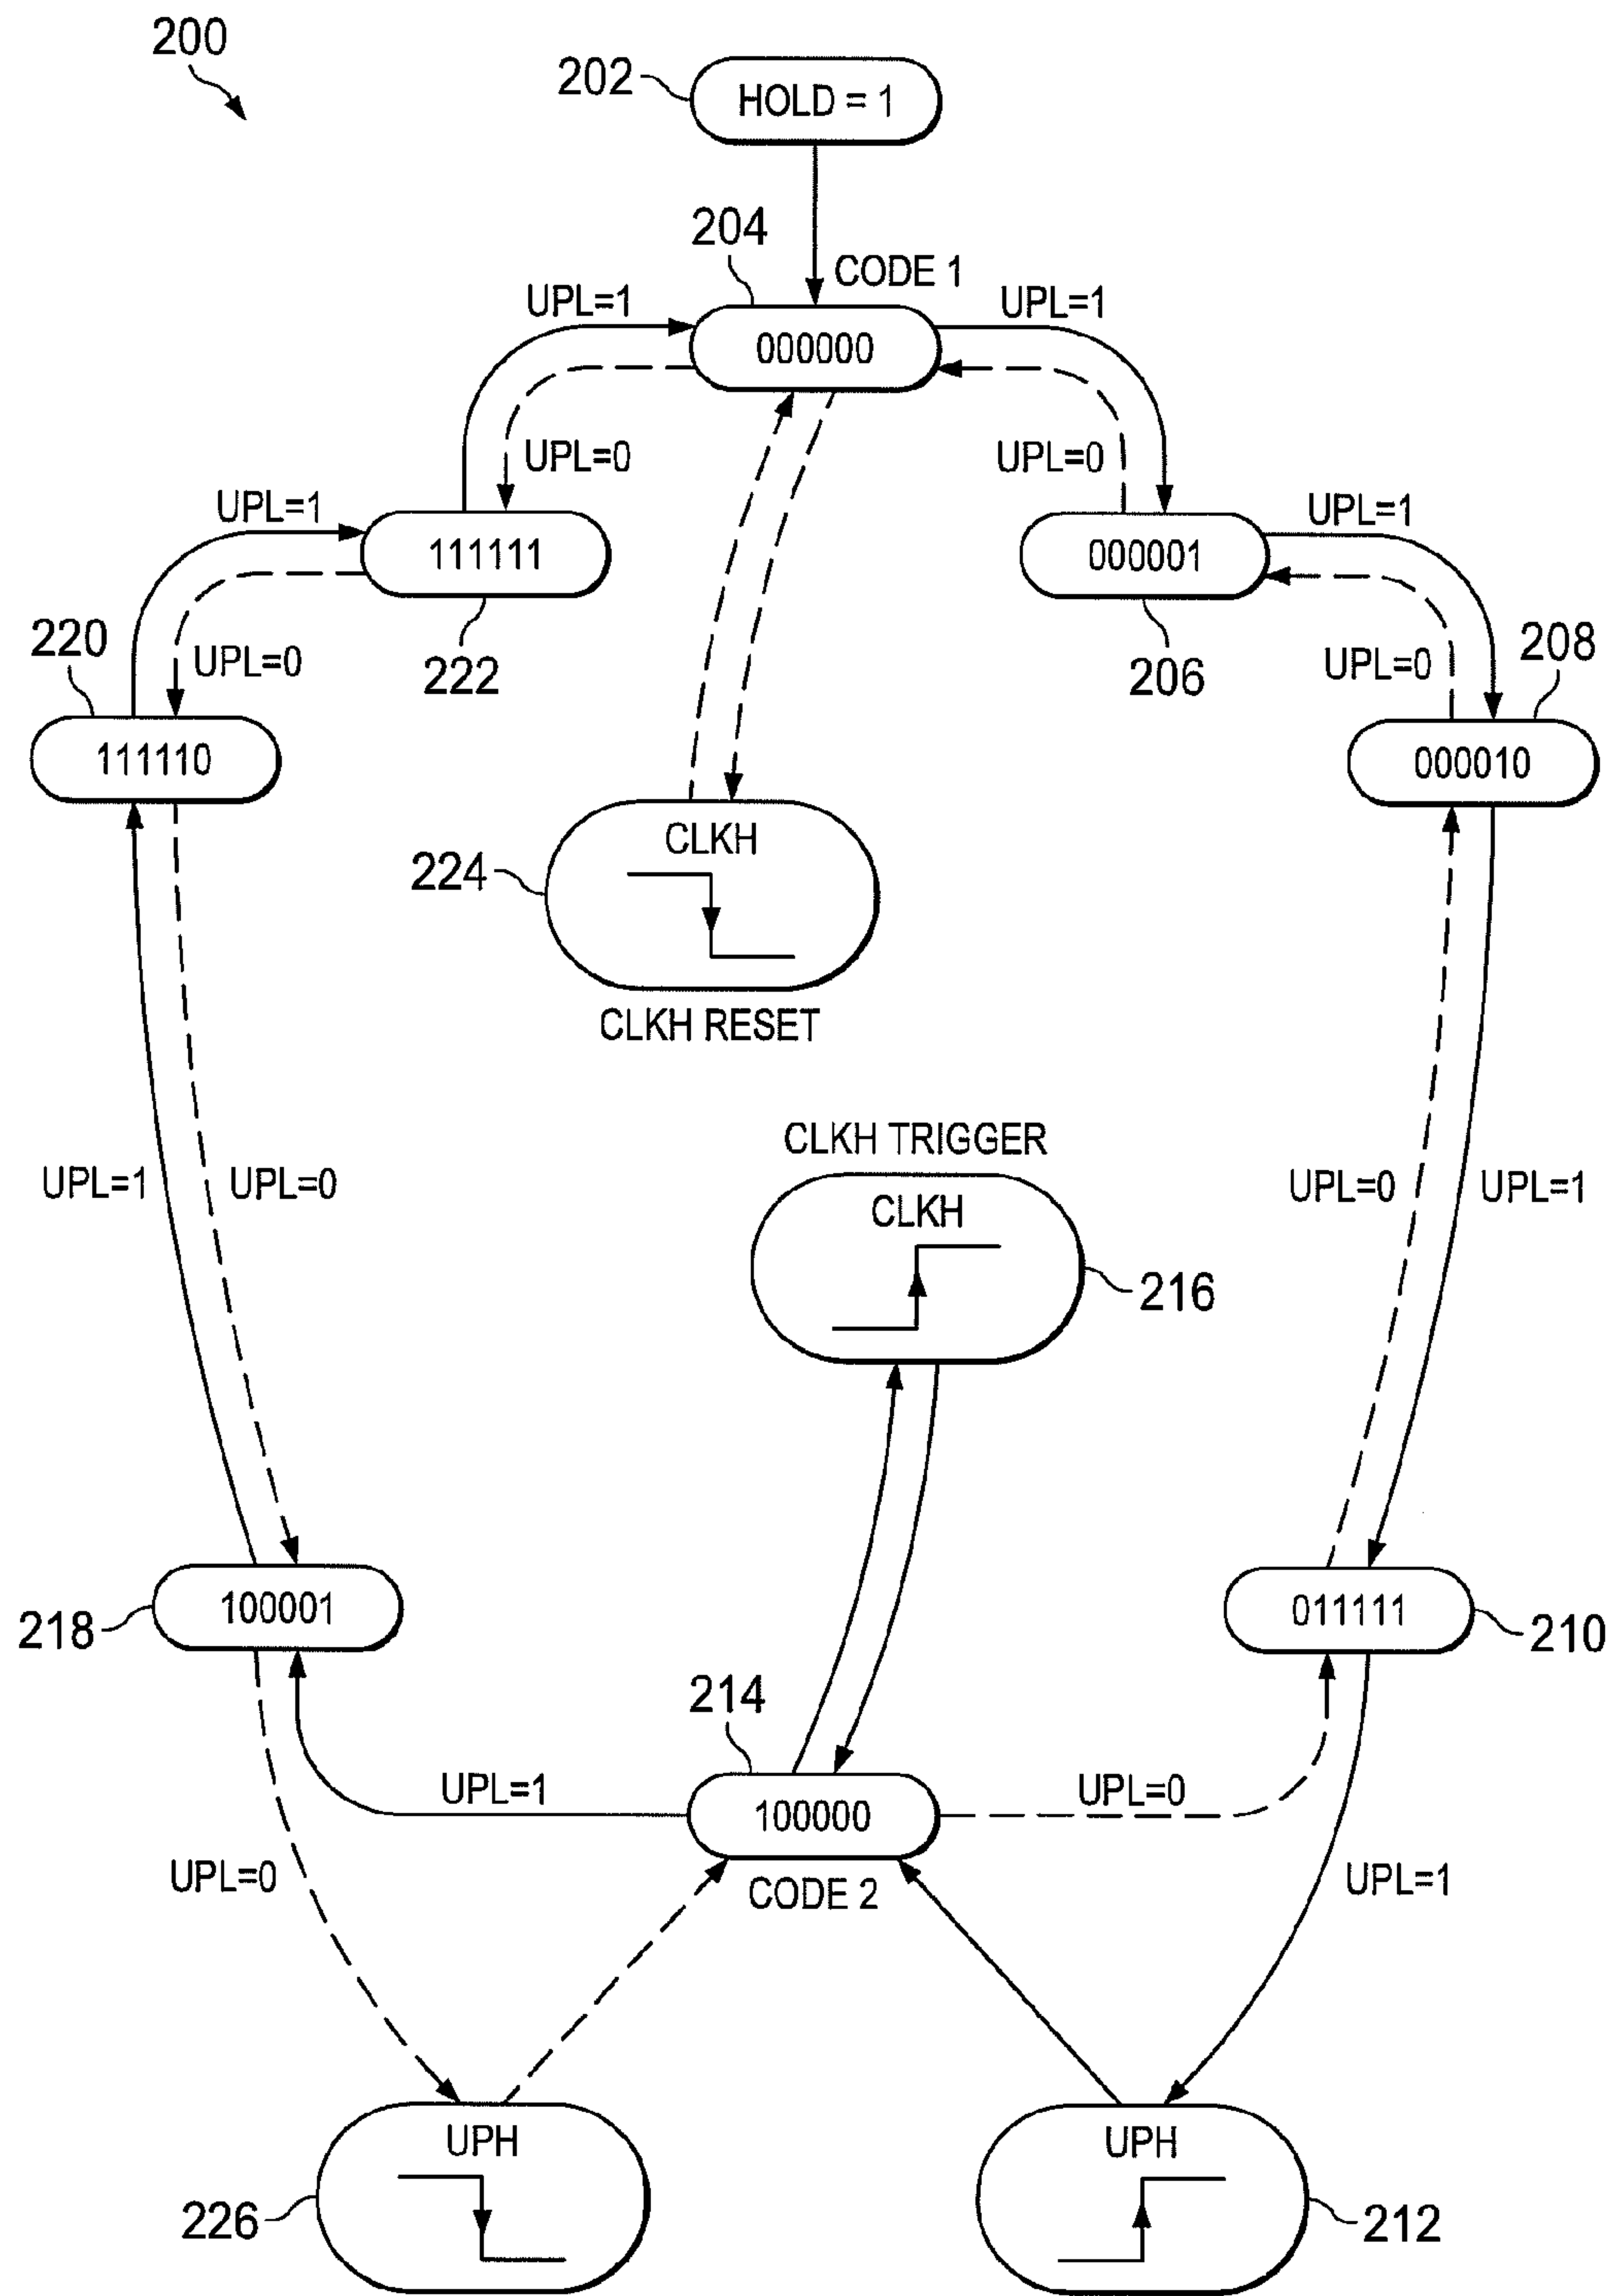 200
202
HOLD = 1
204
CODE 1
UPL=1
UPL=1
000000
UPL=0
UPL=0
UPL=1
UPL=1
111111
000001
220
222
206
208
UPL=0
UPL=0
111110
000010
224
CLKH
CLKH RESET
CLKH TRIGGER
CLKH
216
UPL=1
UPL=0
UPL=0
UPL=1
218
100001
011111
210
214
UPL=1
100000
UPL=0
CODE 2
UPL=0
UPL=1
UPH
UPH
226
212